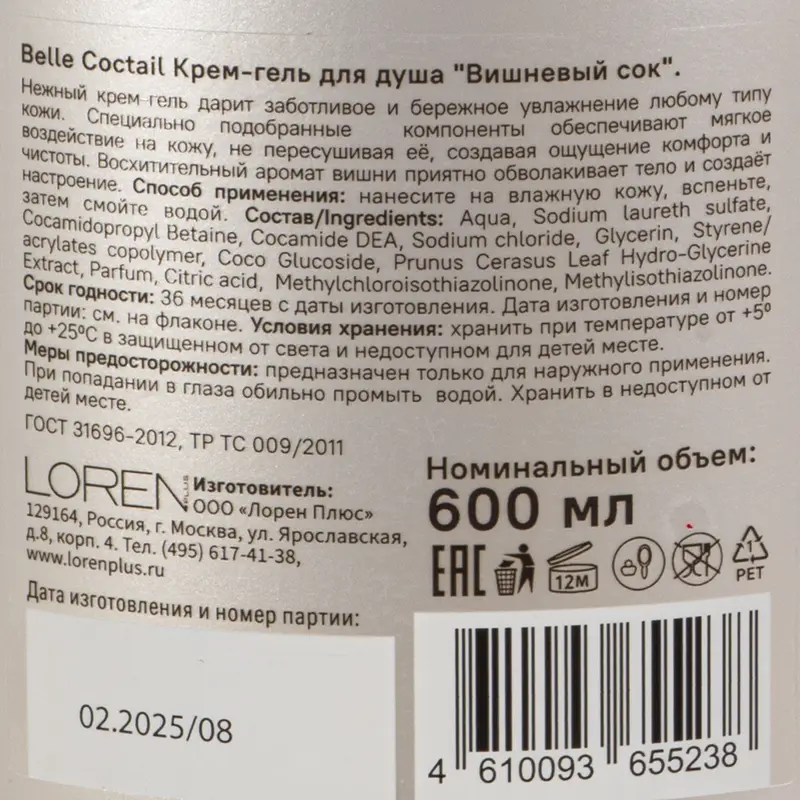 Belle Coctail Крем-гель для душа "Вишневый сок".
Нежный крем-гель дарит заботливое и бережное увлажнение любому типу
кожи. Специально подобранные компоненты обеспечивают мягкое
воздействие на кожу, не пересушивая её, создавая ощущение комфорта и
чистоты. Восхитительный аромат вишни приятно обволакивает тело и создаёт
настроение. Способ применения: нанесите на влажную кожу, вспеньте,
затем смойте водой. Состав/Ingredients: Aqua, Sodium laureth sulfate,
Cocamidopropyl Betaine, Cocamide DEA, Sodium chloride, Glycerin, Styrene/
acrylates copolymer, Coco Glucoside, Prunus Cerasus Leaf Hydro-Glycerine
Extract, Parfum, Citric acid, Methylchloroisothiazolinone, Methylisothiazolinone.
Срок годности: 36 месяцев с даты изготовления. Дата изготовления и номер
партии: см. на флаконе. Условия хранения: хранить при температуре от +5º
до +25ºС в защищенном от света и недоступном для детей месте.
Меры предосторожности: предназначен только для наружного применения.
При попадании в глаза обильно промыть водой. Хранить в недоступном от
детей месте.
ГОСТ 31696-2012, ТР ТС 009/2011
LOREN PLUS
Изготовитель:
ООО «Лорен Плюс»
129164, Россия, г. Москва, ул. Ярославская,
д.8, корп. 4. Тел. (495) 617-41-38,
www.lorenplus.ru
Дата изготовления и номер партии:
02.2025/08
Номинальный объем:
600 мл
EAC
12M
1
PET
4 610093 655238